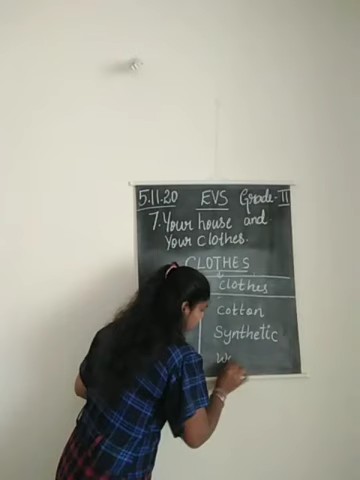 5.11.20 EVS Grade-II
7. Your house and
Your clothes.
CLOTHES
clothes
cotton
Synthetic